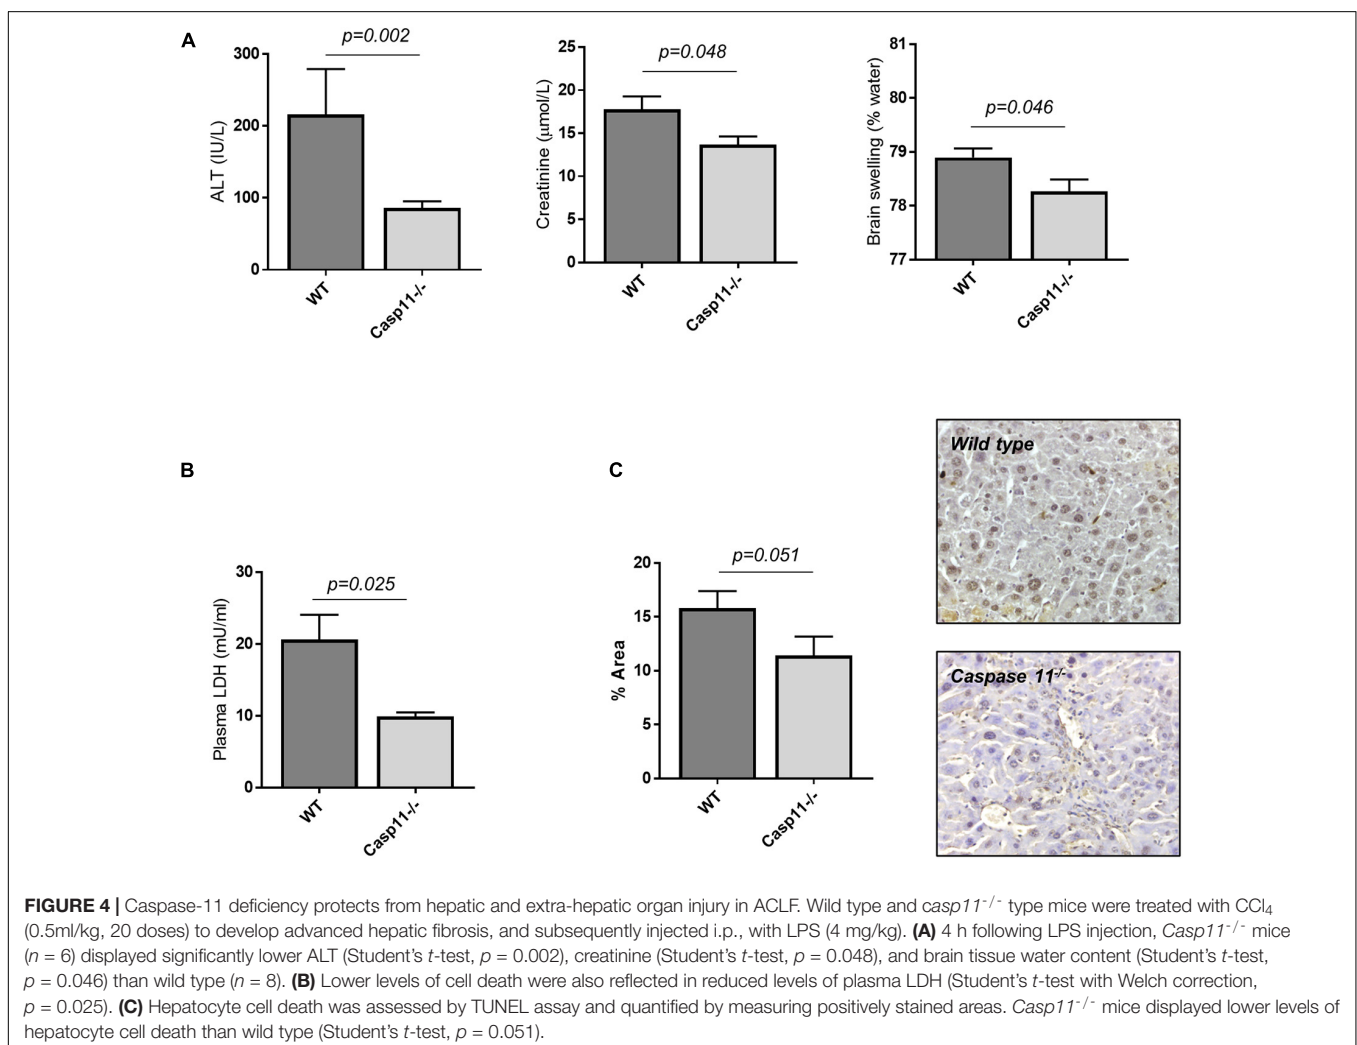 A
p=0.002
300
200
100
0
ALT (IU/L)
WT
Casp11-/-
p=0.048
25
20
15
10
5
0
Creatinine (μmol/L)
WT
Casp11-/-
p=0.046
81
80
79
78
77
Brain swelling (% water)
WT
Casp11-/-
B
p=0.025
30
20
10
0
Plasma LDH (mU/ml)
WT
Casp11-/-
C
p=0.051
20
15
10
5
0
% Area
WT
Casp11-/-
Wild type
Caspase 11-/-
FIGURE 4 | Caspase-11 deficiency protects from hepatic and extra-hepatic organ injury in ACLF. Wild type and casp11-/- type mice were treated with CCl4
(0.5ml/kg, 20 doses) to develop advanced hepatic fibrosis, and subsequently injected i.p., with LPS (4 mg/kg). (A) 4 h following LPS injection, Casp11-/- mice
(n = 6) displayed significantly lower ALT (Student's t-test, p = 0.002), creatinine (Student's t-test, p = 0.048), and brain tissue water content (Student's t-test,
p = 0.046) than wild type (n = 8). (B) Lower levels of cell death were also reflected in reduced levels of plasma LDH (Student's t-test with Welch correction,
p = 0.025). (C) Hepatocyte cell death was assessed by TUNEL assay and quantified by measuring positively stained areas. Casp11-/- mice displayed lower levels of
hepatocyte cell death than wild type (Student's t-test, p = 0.051).